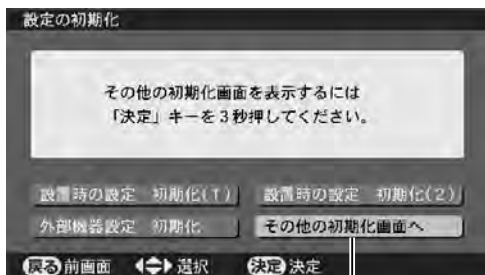 設定の初期化
その他の初期化画面を表示するには
「決定」キーを3秒押してください。
設置時の設定 初期化(1)
設置時の設定 初期化(2)
外部機器設定 初期化
その他の初期化画面へ
戻る 前画面 選択 決定 決定